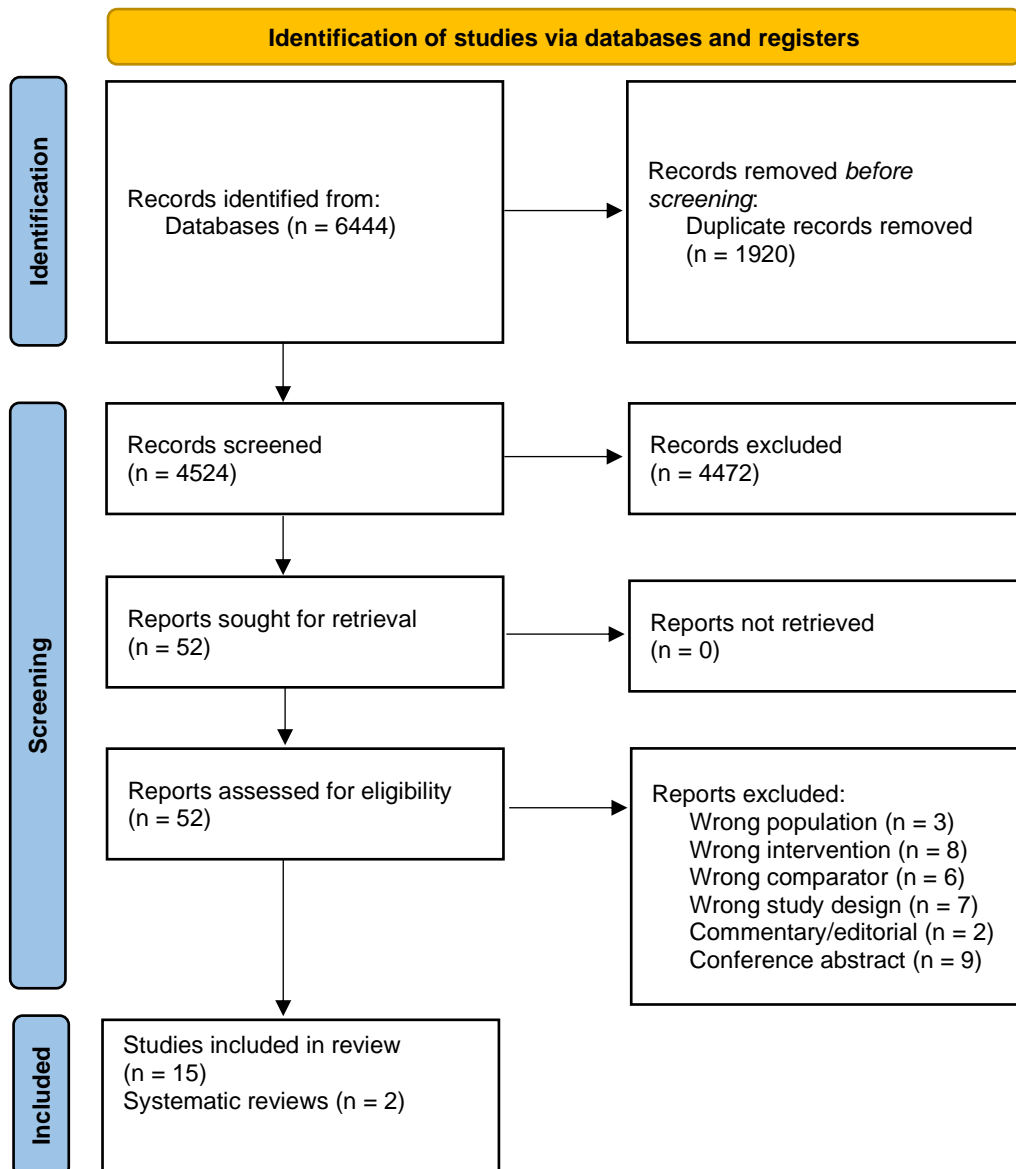 Identification of studies via databases and registers
Identification
Records identified from:
Databases (n = 6444)
Records removed before
screening:
Duplicate records removed
(n = 1920)
Screening
Records screened
(n = 4524)
Records excluded
(n = 4472)
Reports sought for retrieval
(n = 52)
Reports not retrieved
(n = 0)
Reports assessed for eligibility
(n = 52)
Reports excluded:
Wrong population (n = 3)
Wrong intervention (n = 8)
Wrong comparator (n = 6)
Wrong study design (n = 7)
Commentary/editorial (n = 2)
Conference abstract (n = 9)
Included
Studies included in review
(n = 15)
Systematic reviews (n = 2)